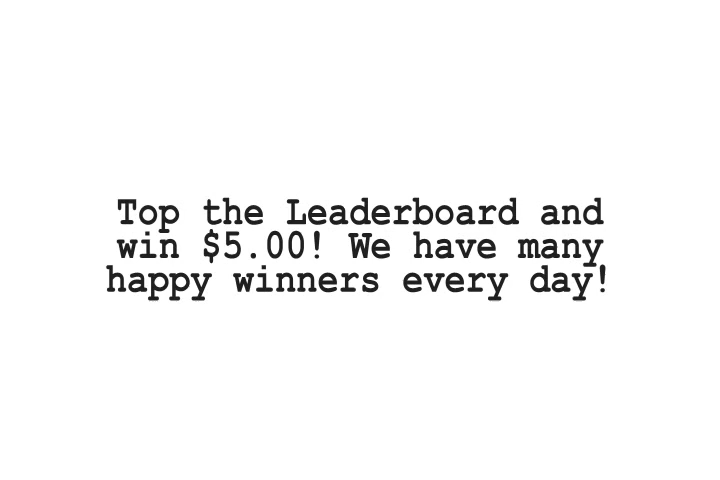 Top the Leaderboard and
win $5.00! We have many
happy winners every day!